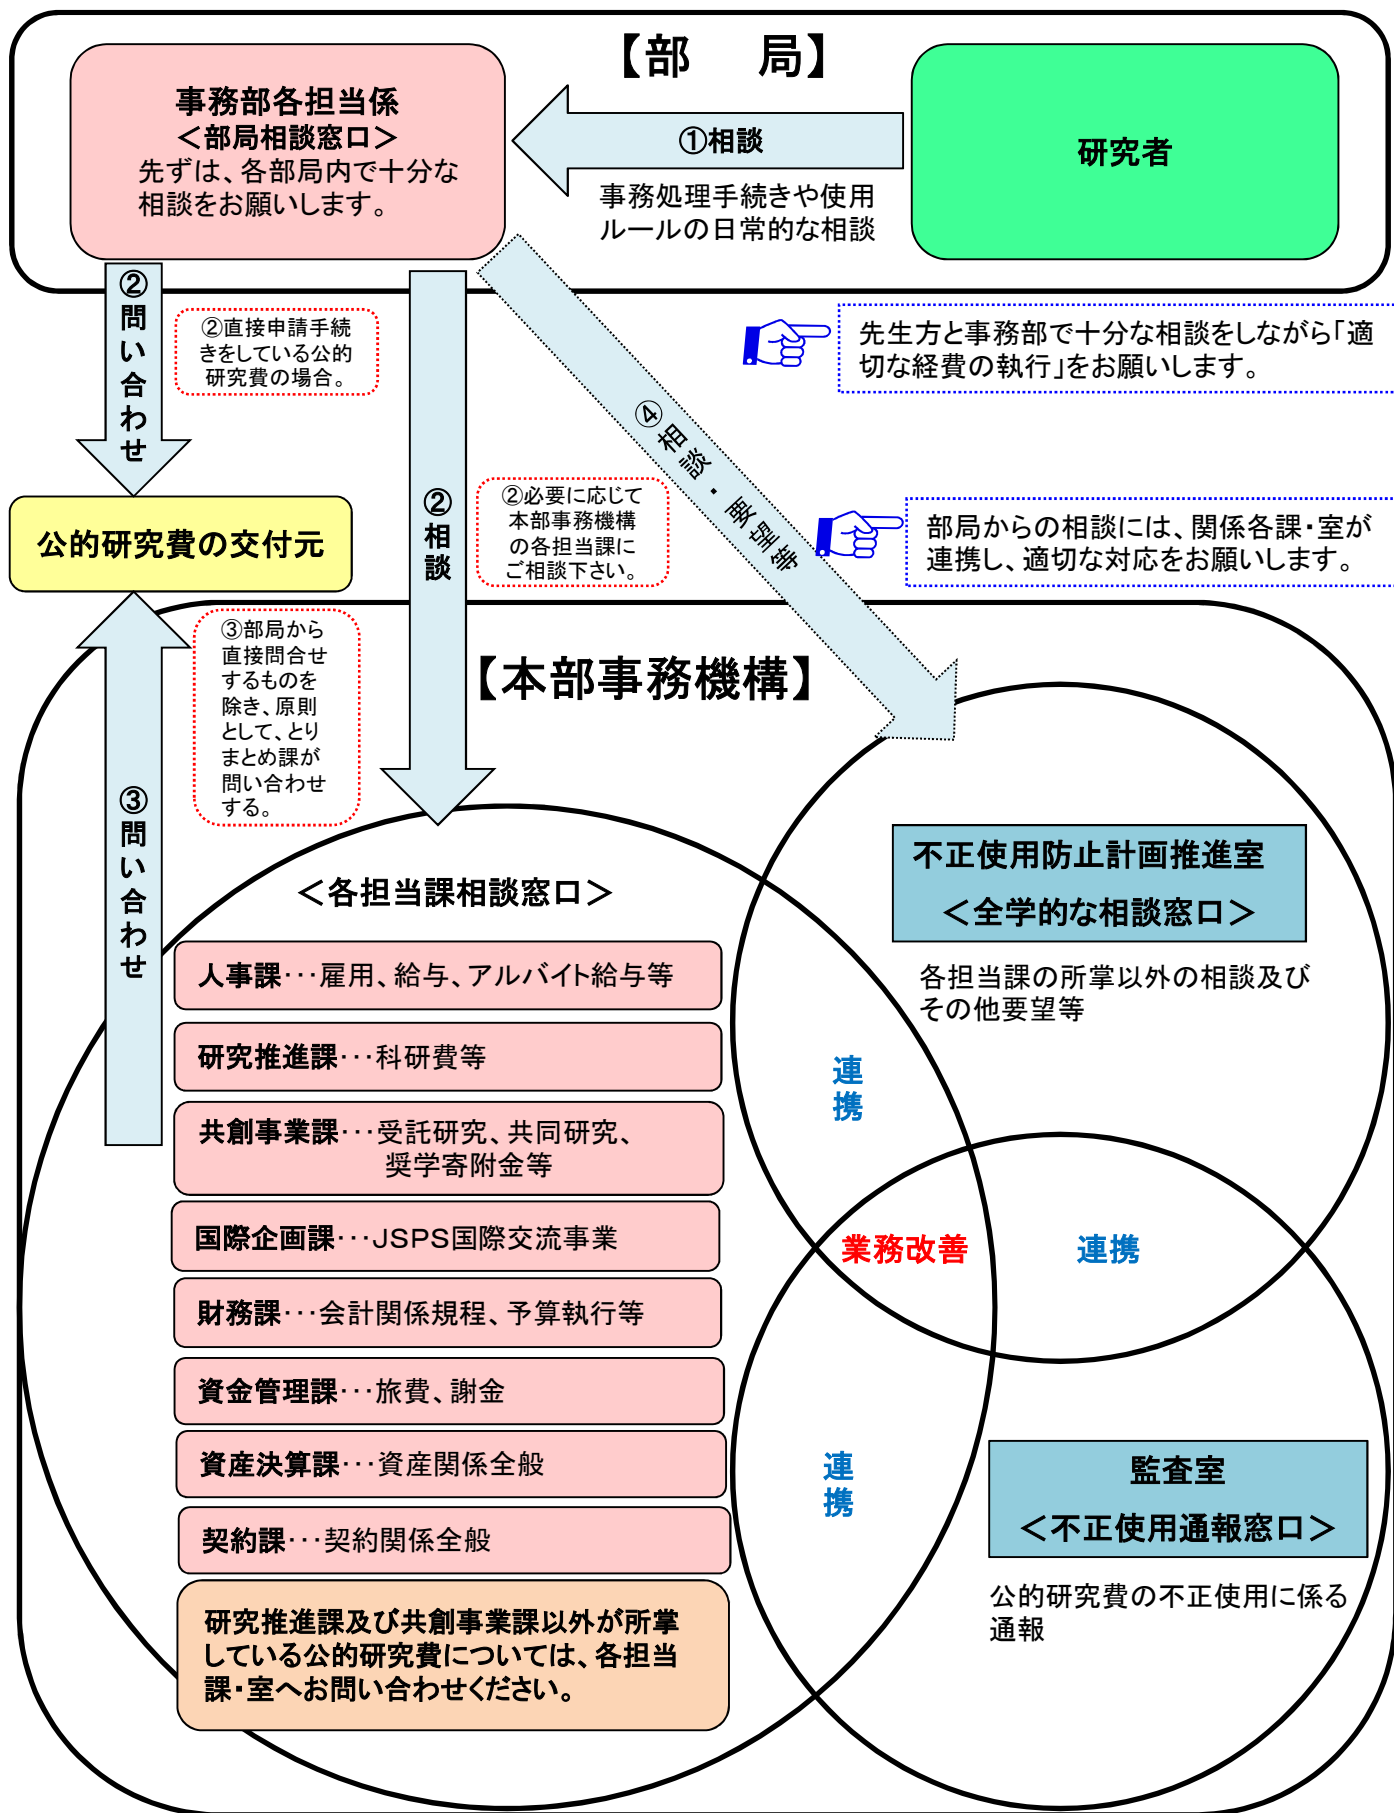 【部　局】
事務部各担当係
＜部局相談窓口＞
先ずは、各部局内で十分な
相談をお願いします。
①相談
事務処理手続きや使用
ルールの日常的な相談
研究者
②問い合わせ
②直接申請手続
きをしている公的
研究費の場合。
先生方と事務部で十分な相談をしながら「適
切な経費の執行」をお願いします。
④相談・要望等
②相談
②必要に応じて
本部事務機構
の各担当課に
ご相談下さい。
部局からの相談には、関係各課・室が
連携し、適切な対応をお願いします。
公的研究費の交付元
③問い合わせ
③部局から
直接問合せ
するものを
除き、原則
として、とり
まとめ課が
問い合わせ
する。
【本部事務機構】
＜各担当課相談窓口＞
人事課･･･雇用、給与、アルバイト給与等
研究推進課･･･科研費等
共創事業課･･･受託研究、共同研究、
奨学寄附金等
国際企画課･･･JSPS国際交流事業
財務課･･･会計関係規程、予算執行等
資金管理課･･･旅費、謝金
資産決算課･･･資産関係全般
契約課･･･契約関係全般
研究推進課及び共創事業課以外が所掌
している公的研究費については、各担当
課・室へお問い合わせください。
不正使用防止計画推進室
＜全学的な相談窓口＞
各担当課の所掌以外の相談及び
その他要望等
連携
業務改善
連携
連携
監査室
＜不正使用通報窓口＞
公的研究費の不正使用に係る
通報